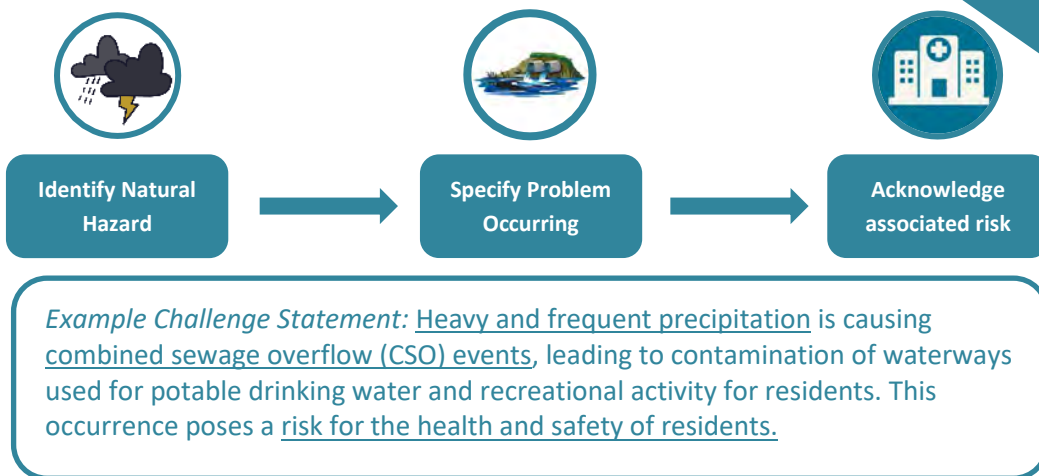 Identify Natural
Hazard
Specify Problem
Occurring
Acknowledge
associated risk
Example Challenge Statement: Heavy and frequent precipitation is causing
combined sewage overflow (CSO) events, leading to contamination of waterways
used for potable drinking water and recreational activity for residents. This
occurrence poses a risk for the health and safety of residents.